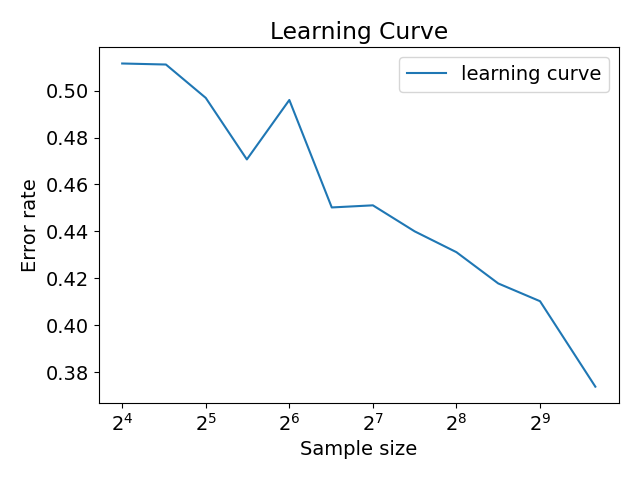 Learning Curve
learning curve
0.50
0.48
0.46
0.44
0.42
0.40
0.38
Error rate
2⁴ 2⁵ 2⁶ 2⁷ 2⁸ 2⁹
Sample size